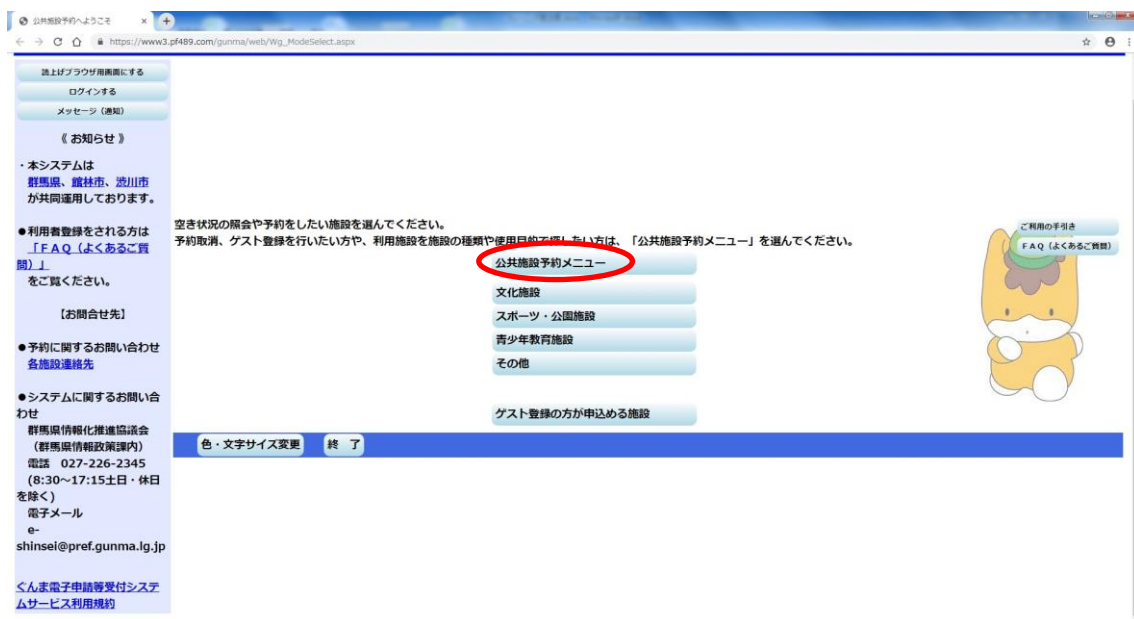 公共施設予約へようこそ
https://www3.pf489.com/gunma/web/Wg_ModeSelect.aspx
読上げブラウザ用画面にする
ログインする
メッセージ（通知）
《 お知らせ 》
・本システムは
群馬県、館林市、渋川市
が共同運用しております。
●利用者登録をされる方は
「ＦＡＱ（よくあるご質
問）」
をご覧ください。
【お問合せ先】
●予約に関するお問い合わせ
各施設連絡先
●システムに関するお問い合
わせ
群馬県情報化推進協議会
（群馬県情報政策課内）
電話　027-226-2345
(8:30～17:15土日・休日
を除く)
電子メール
e-
shinsei@pref.gunma.lg.jp
ぐんま電子申請等受付システ
ムサービス利用規約
空き状況の照会や予約をしたい施設を選んでください。
予約取消、ゲスト登録を行いたい方や、利用施設を施設の種類や使用目的で探したい方は、「公共施設予約メニュー」を選んでください。
公共施設予約メニュー
文化施設
スポーツ・公園施設
青少年教育施設
その他
ゲスト登録の方が申込める施設
ご利用の手引き
ＦＡＱ（よくあるご質問）
色・文字サイズ変更
終　了